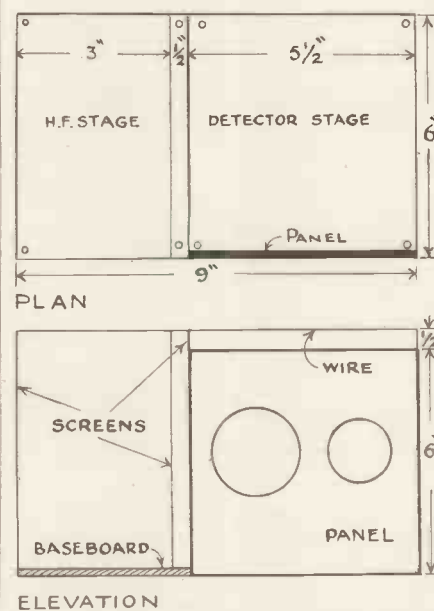 3"
1/2"
5 1/2"
H.F. STAGE
DETECTOR STAGE
6"
PANEL
9"
PLAN
WIRE
1/2"
SCREENS
6"
PANEL
BASEBOARD
ELEVATION